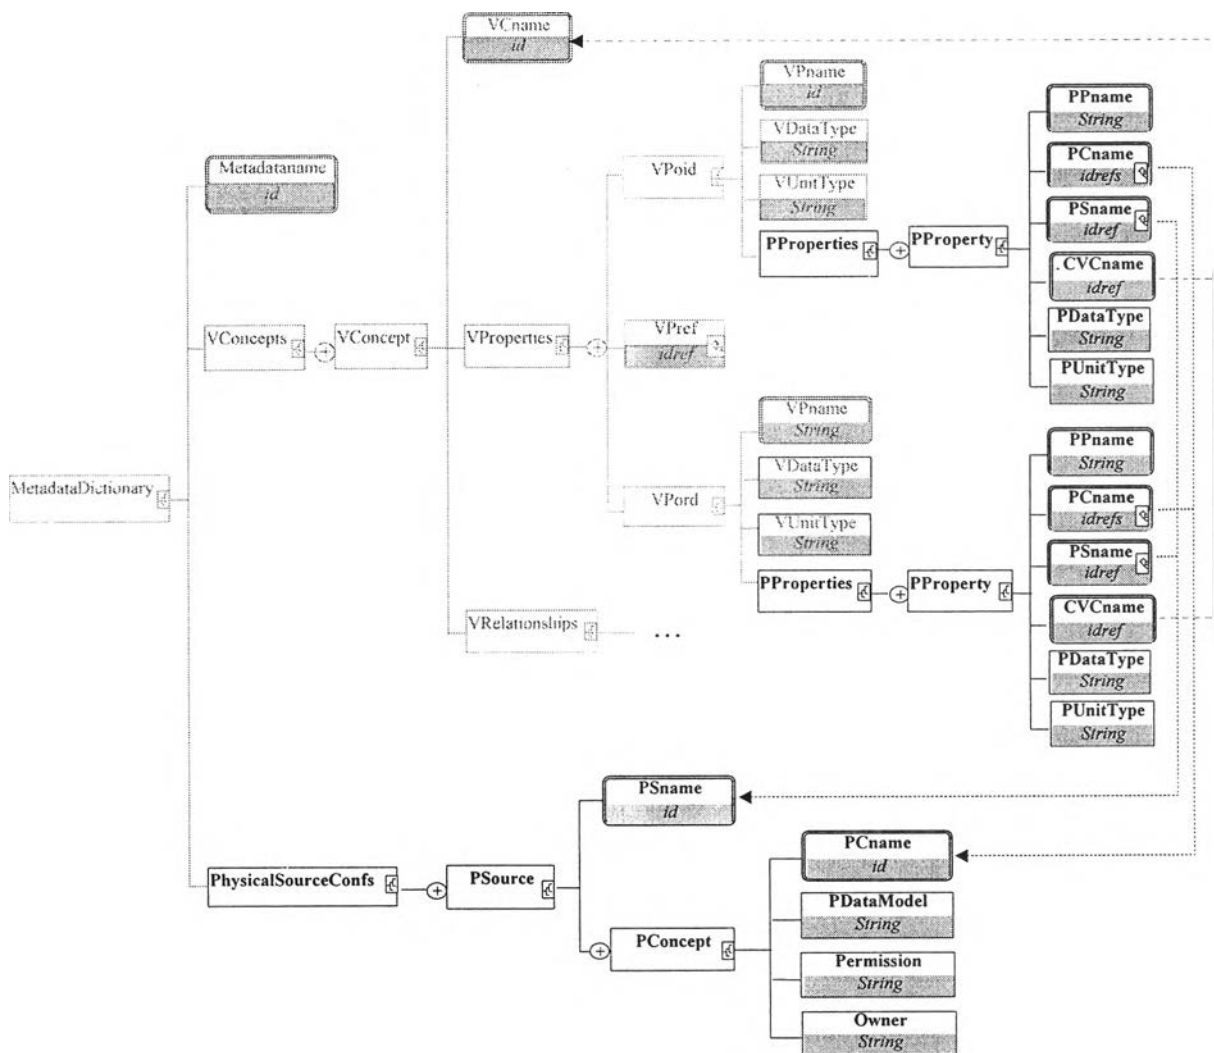 VCname
id
VPname
id
PPname
String
VDataType
String
PCname
idrefs
Metadataname
id
VPoid
VUnitType
String
PSname
idref
PProperties
PProperty
.CVCname
idref
VConcepts
VConcept
VProperties
VPref
idref
PDataType
String
PUnitType
String
VPname
String
PPname
String
MetadataDictionary
VPord
VDataType
String
PCname
idrefs
VUnitType
String
PSname
idref
PProperties
PProperty
CVCname
idref
VRelationships
...
PDataType
String
PUnitType
String
PSname
id
PhysicalSourceConfs
PSource
PCname
id
PDataModel
String
PConcept
Permission
String
Owner
String